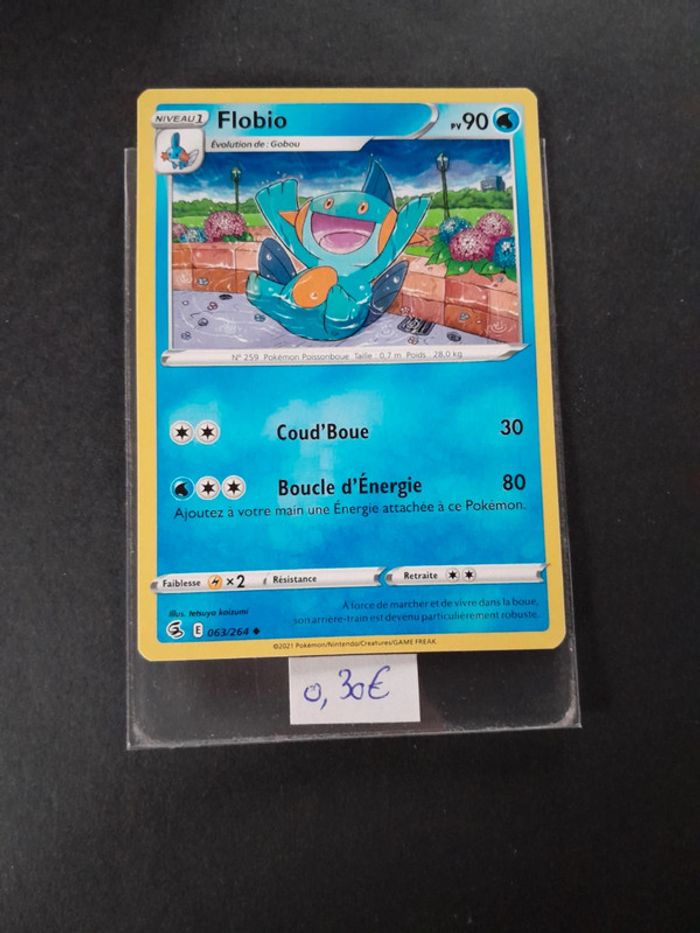 NIVEAU 1 Flobio PV 90
Évolution de : Gobou
N° 259 Pokémon Poissonboue Taille : 0,7 m Poids : 28,0 kg
Coud'Boue 30
Boucle d'Énergie 80
Ajoutez à votre main une Énergie attachée à ce Pokémon.
Faiblesse ×2 Résistance Retraite
Illus. tetsuya koizumi
À force de marcher et de vivre dans la boue,
son arrière-train est devenu particulièrement robuste.
E 063/264
©2021 Pokémon/Nintendo/Creatures/GAME FREAK
0,30€